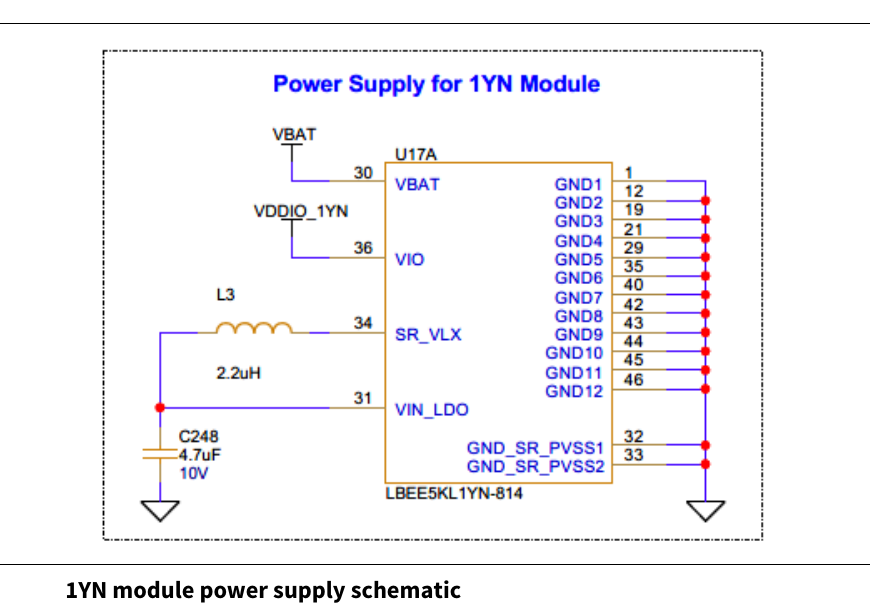 Power Supply for 1YN Module
VBAT
U17A
30
VBAT
VDDIO_1YN
36
VIO
L3
34
SR_VLX
2.2uH
31
VIN_LDO
C248
4.7uF
10V
LBEE5KL1YN-814
GND1
1
GND2
12
GND3
19
GND4
21
GND5
29
GND6
35
GND7
40
GND8
42
GND9
43
GND10
44
GND11
45
GND12
46
GND_SR_PVSS1
32
GND_SR_PVSS2
33
1YN module power supply schematic